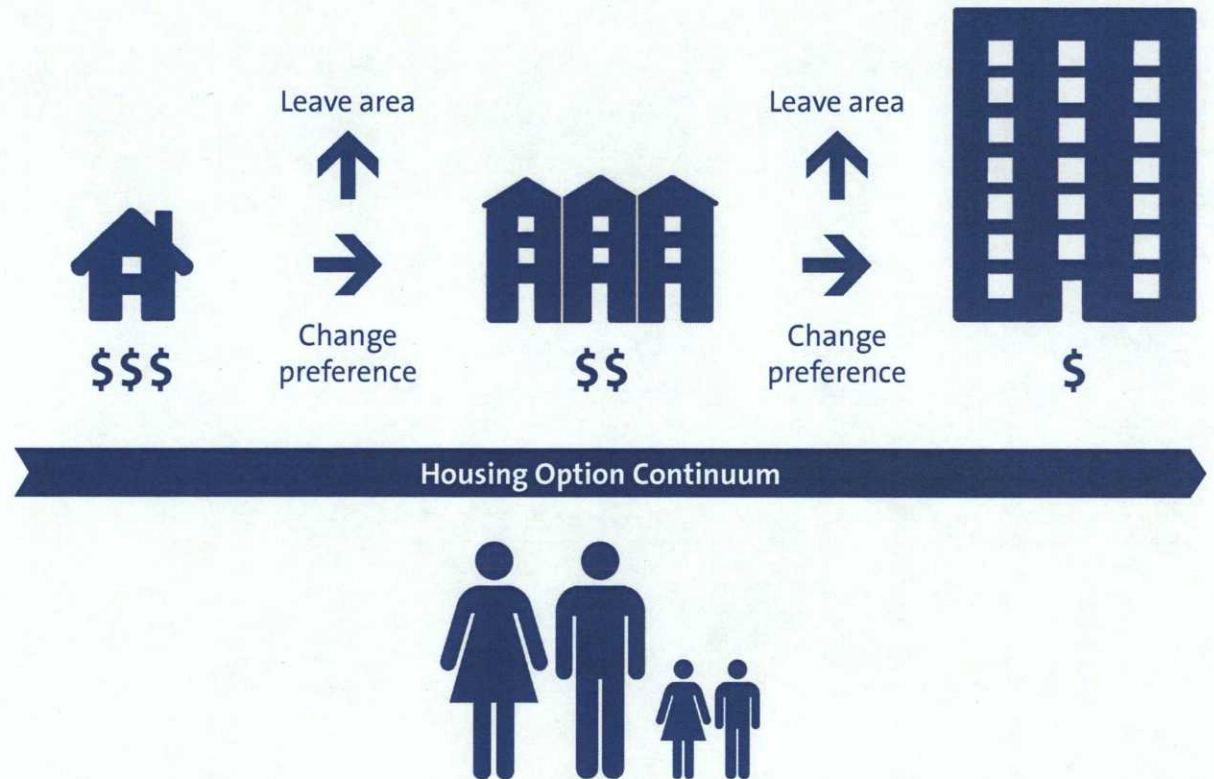 Leave area
Leave area
Change
preference
Change
preference
$$$
$$
$
Housing Option Continuum